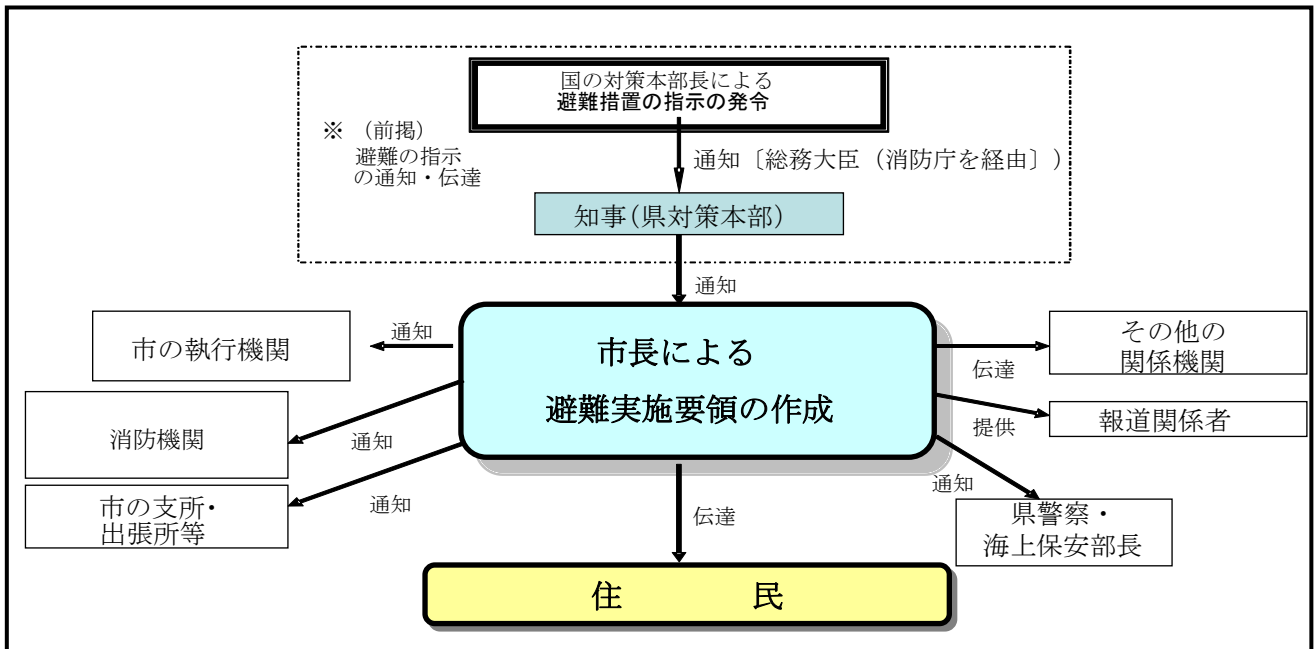 国の対策本部長による
避難措置の指示の発令
※ （前掲）
避難の指示
の通知・伝達
通知〔総務大臣（消防庁を経由〕）
知事（県対策本部）
通知
市長による
避難実施要領の作成
市の執行機関
通知
消防機関
通知
市の支所・
出張所等
通知
その他の
関係機関
伝達
報道関係者
提供
通知
県警察・
海上保安部長
伝達
住　　　民